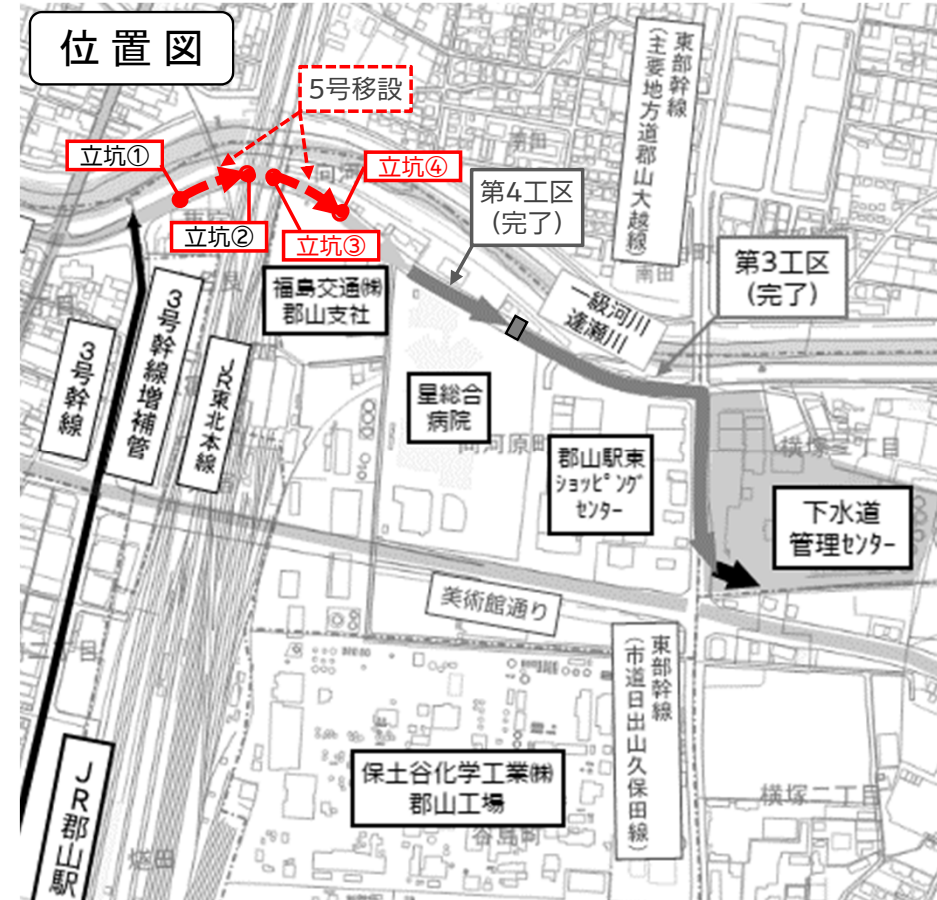 位置図
5号移設
立坑①
立坑②
立坑③
立坑④
第4工区
(完了)
東部幹線
(主要地方道郡山大越線)
第3工区
(完了)
一級河川
逢瀬川
福島交通㈱
郡山支社
3号幹線
3号幹線増補管
JR東北本線
星総合
病院
向河原町
郡山駅東
ショッピング
センター
横塚三丁目
下水道
管理センター
美術館通り
東部幹線
(市道日出山久保田線)
保土谷化学工業㈱
郡山工場
谷島町
横塚二丁目
JR郡山駅
燧田
南田
南田